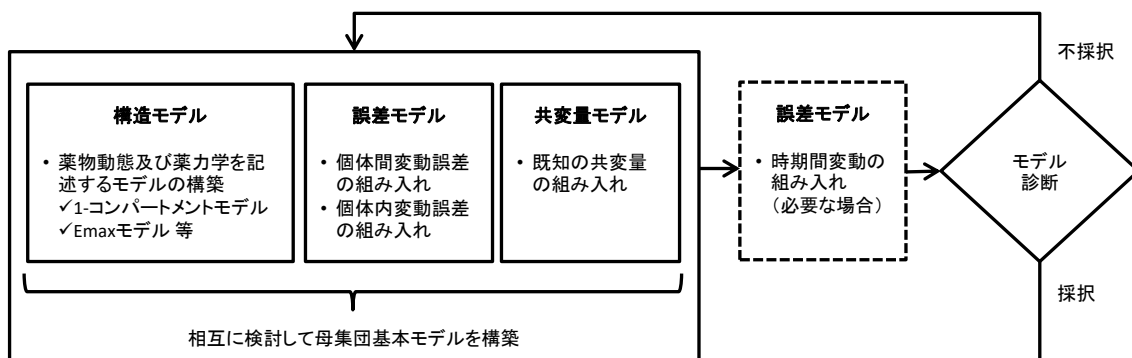 不採択
構造モデル
• 薬物動態及び薬力学を記
述するモデルの構築
✓1-コンパートメントモデル
✓Emaxモデル 等
誤差モデル
• 個体間変動誤差
の組み入れ
• 個体内変動誤差
の組み入れ
共変量モデル
• 既知の共変量
の組み入れ
誤差モデル
• 時期間変動の
組み入れ
（必要な場合）
モデル
診断
採択
相互に検討して母集団基本モデルを構築